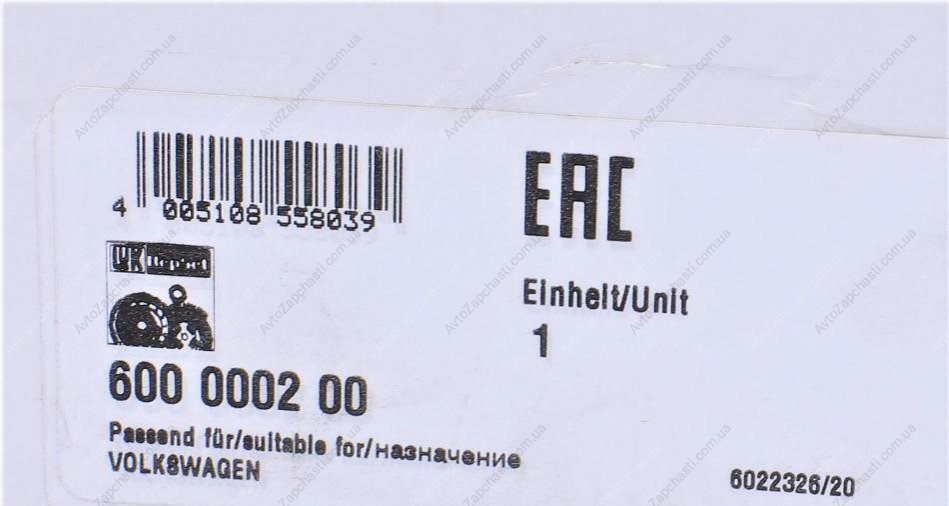 4 005108 558039
EAC
LUK RepSet
Einheit/Unit
1
600 0002 00
Passend für/suitable for/назначение
VOLKSWAGEN
6022326/20
AvtoZapchasti.com.ua